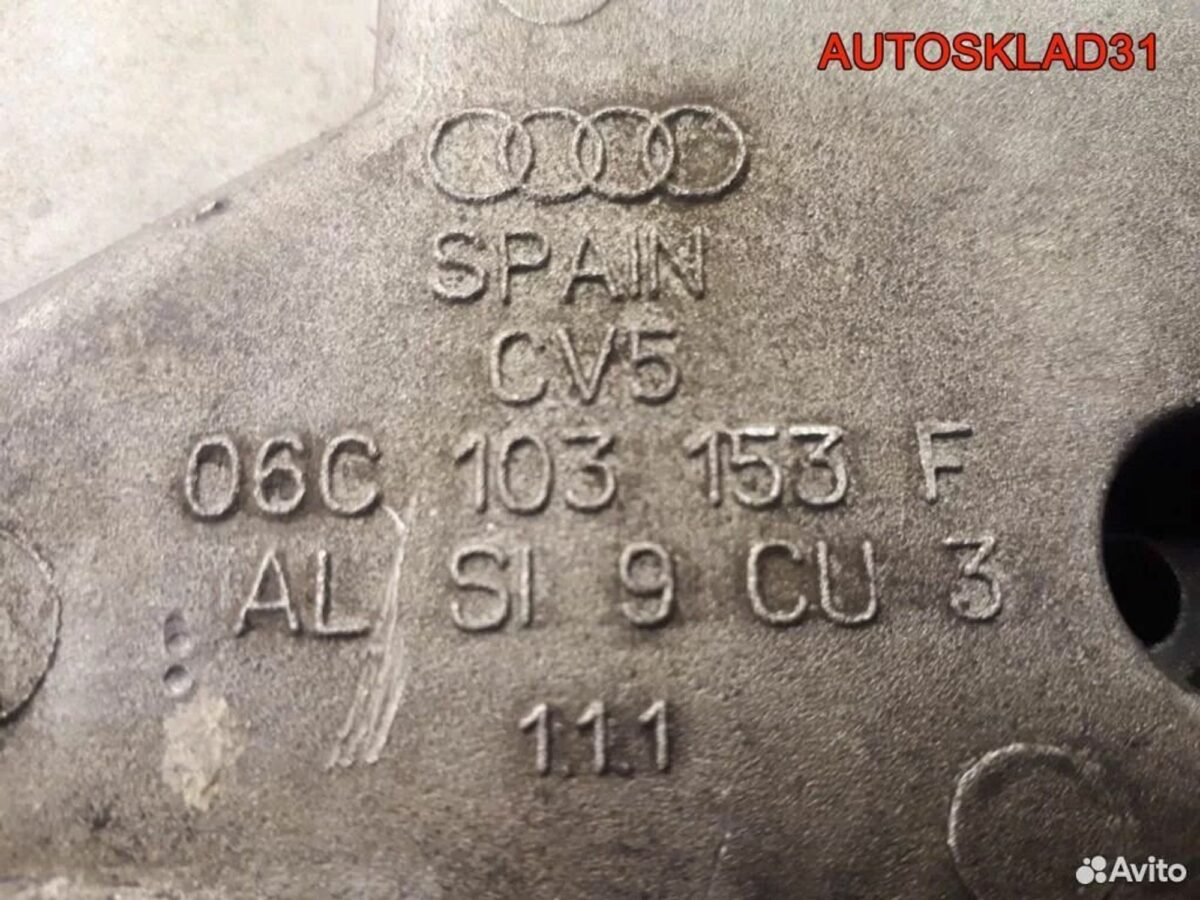 AUTOSKLAD31
SPAIN
CV5
06C 103 153 F
AL SI 9 CU 3
1.1.1
Avito